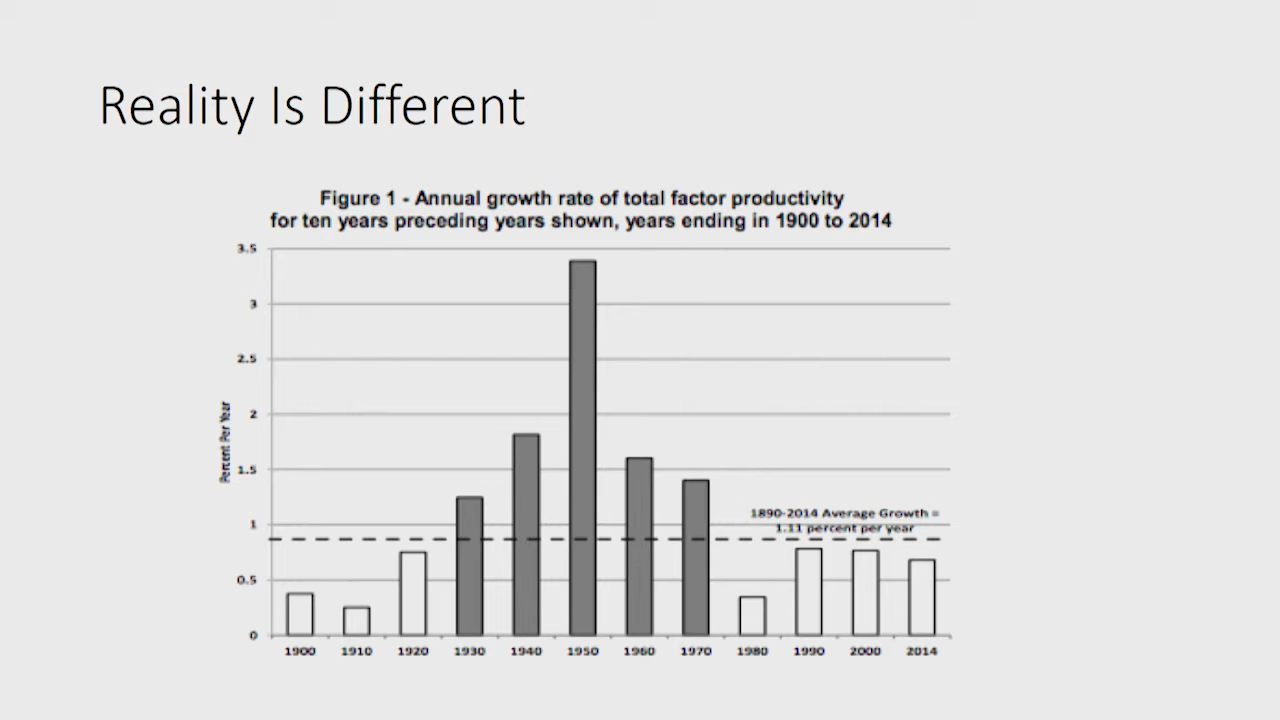 Reality Is Different
Figure 1 - Annual growth rate of total factor productivity
for ten years preceding years shown, years ending in 1900 to 2014
3.5
3
2.5
2
1.5
1
0.5
0
Percent Per Year
1890-2014 Average Growth =
1.11 percent per year
1900 1910 1920 1930 1940 1950 1960 1970 1980 1990 2000 2014